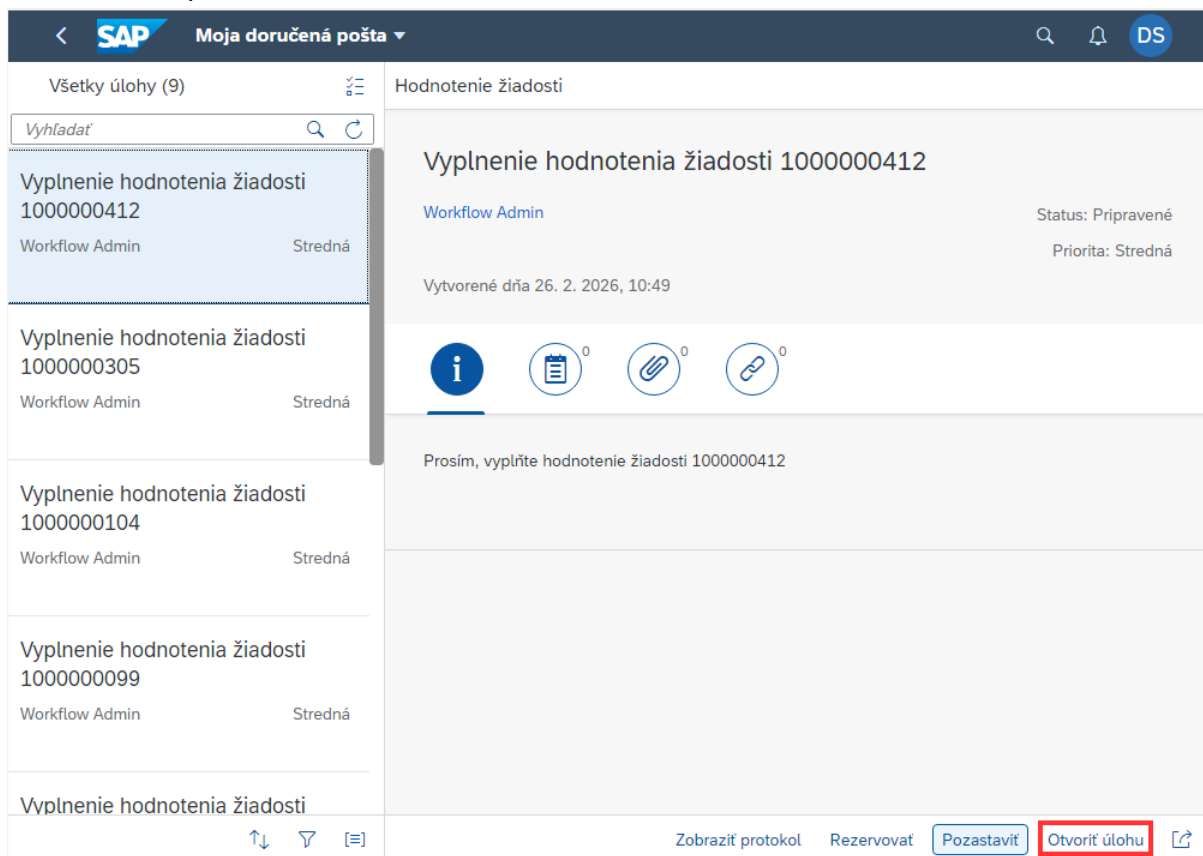 SAP Moja doručená pošta
DS
Všetky úlohy (9)
Vyhľadať
Vyplnenie hodnotenia žiadosti
1000000412
Workflow Admin Stredná
Vyplnenie hodnotenia žiadosti
1000000305
Workflow Admin Stredná
Vyplnenie hodnotenia žiadosti
1000000104
Workflow Admin Stredná
Vyplnenie hodnotenia žiadosti
1000000099
Workflow Admin Stredná
Vyplnenie hodnotenia žiadosti
Hodnotenie žiadosti
Vyplnenie hodnotenia žiadosti 1000000412
Workflow Admin
Status: Pripravené
Priorita: Stredná
Vytvorené dňa 26. 2. 2026, 10:49
0 0 0
Prosím, vyplňte hodnotenie žiadosti 1000000412
Zobraziť protokol Rezervovať Pozastaviť Otvoriť úlohu